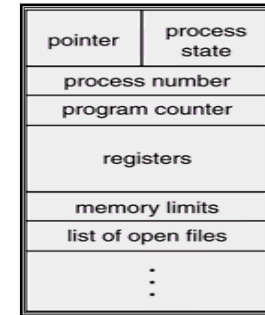 pointer
process
state
process number
program counter
registers
memory limits
list of open files